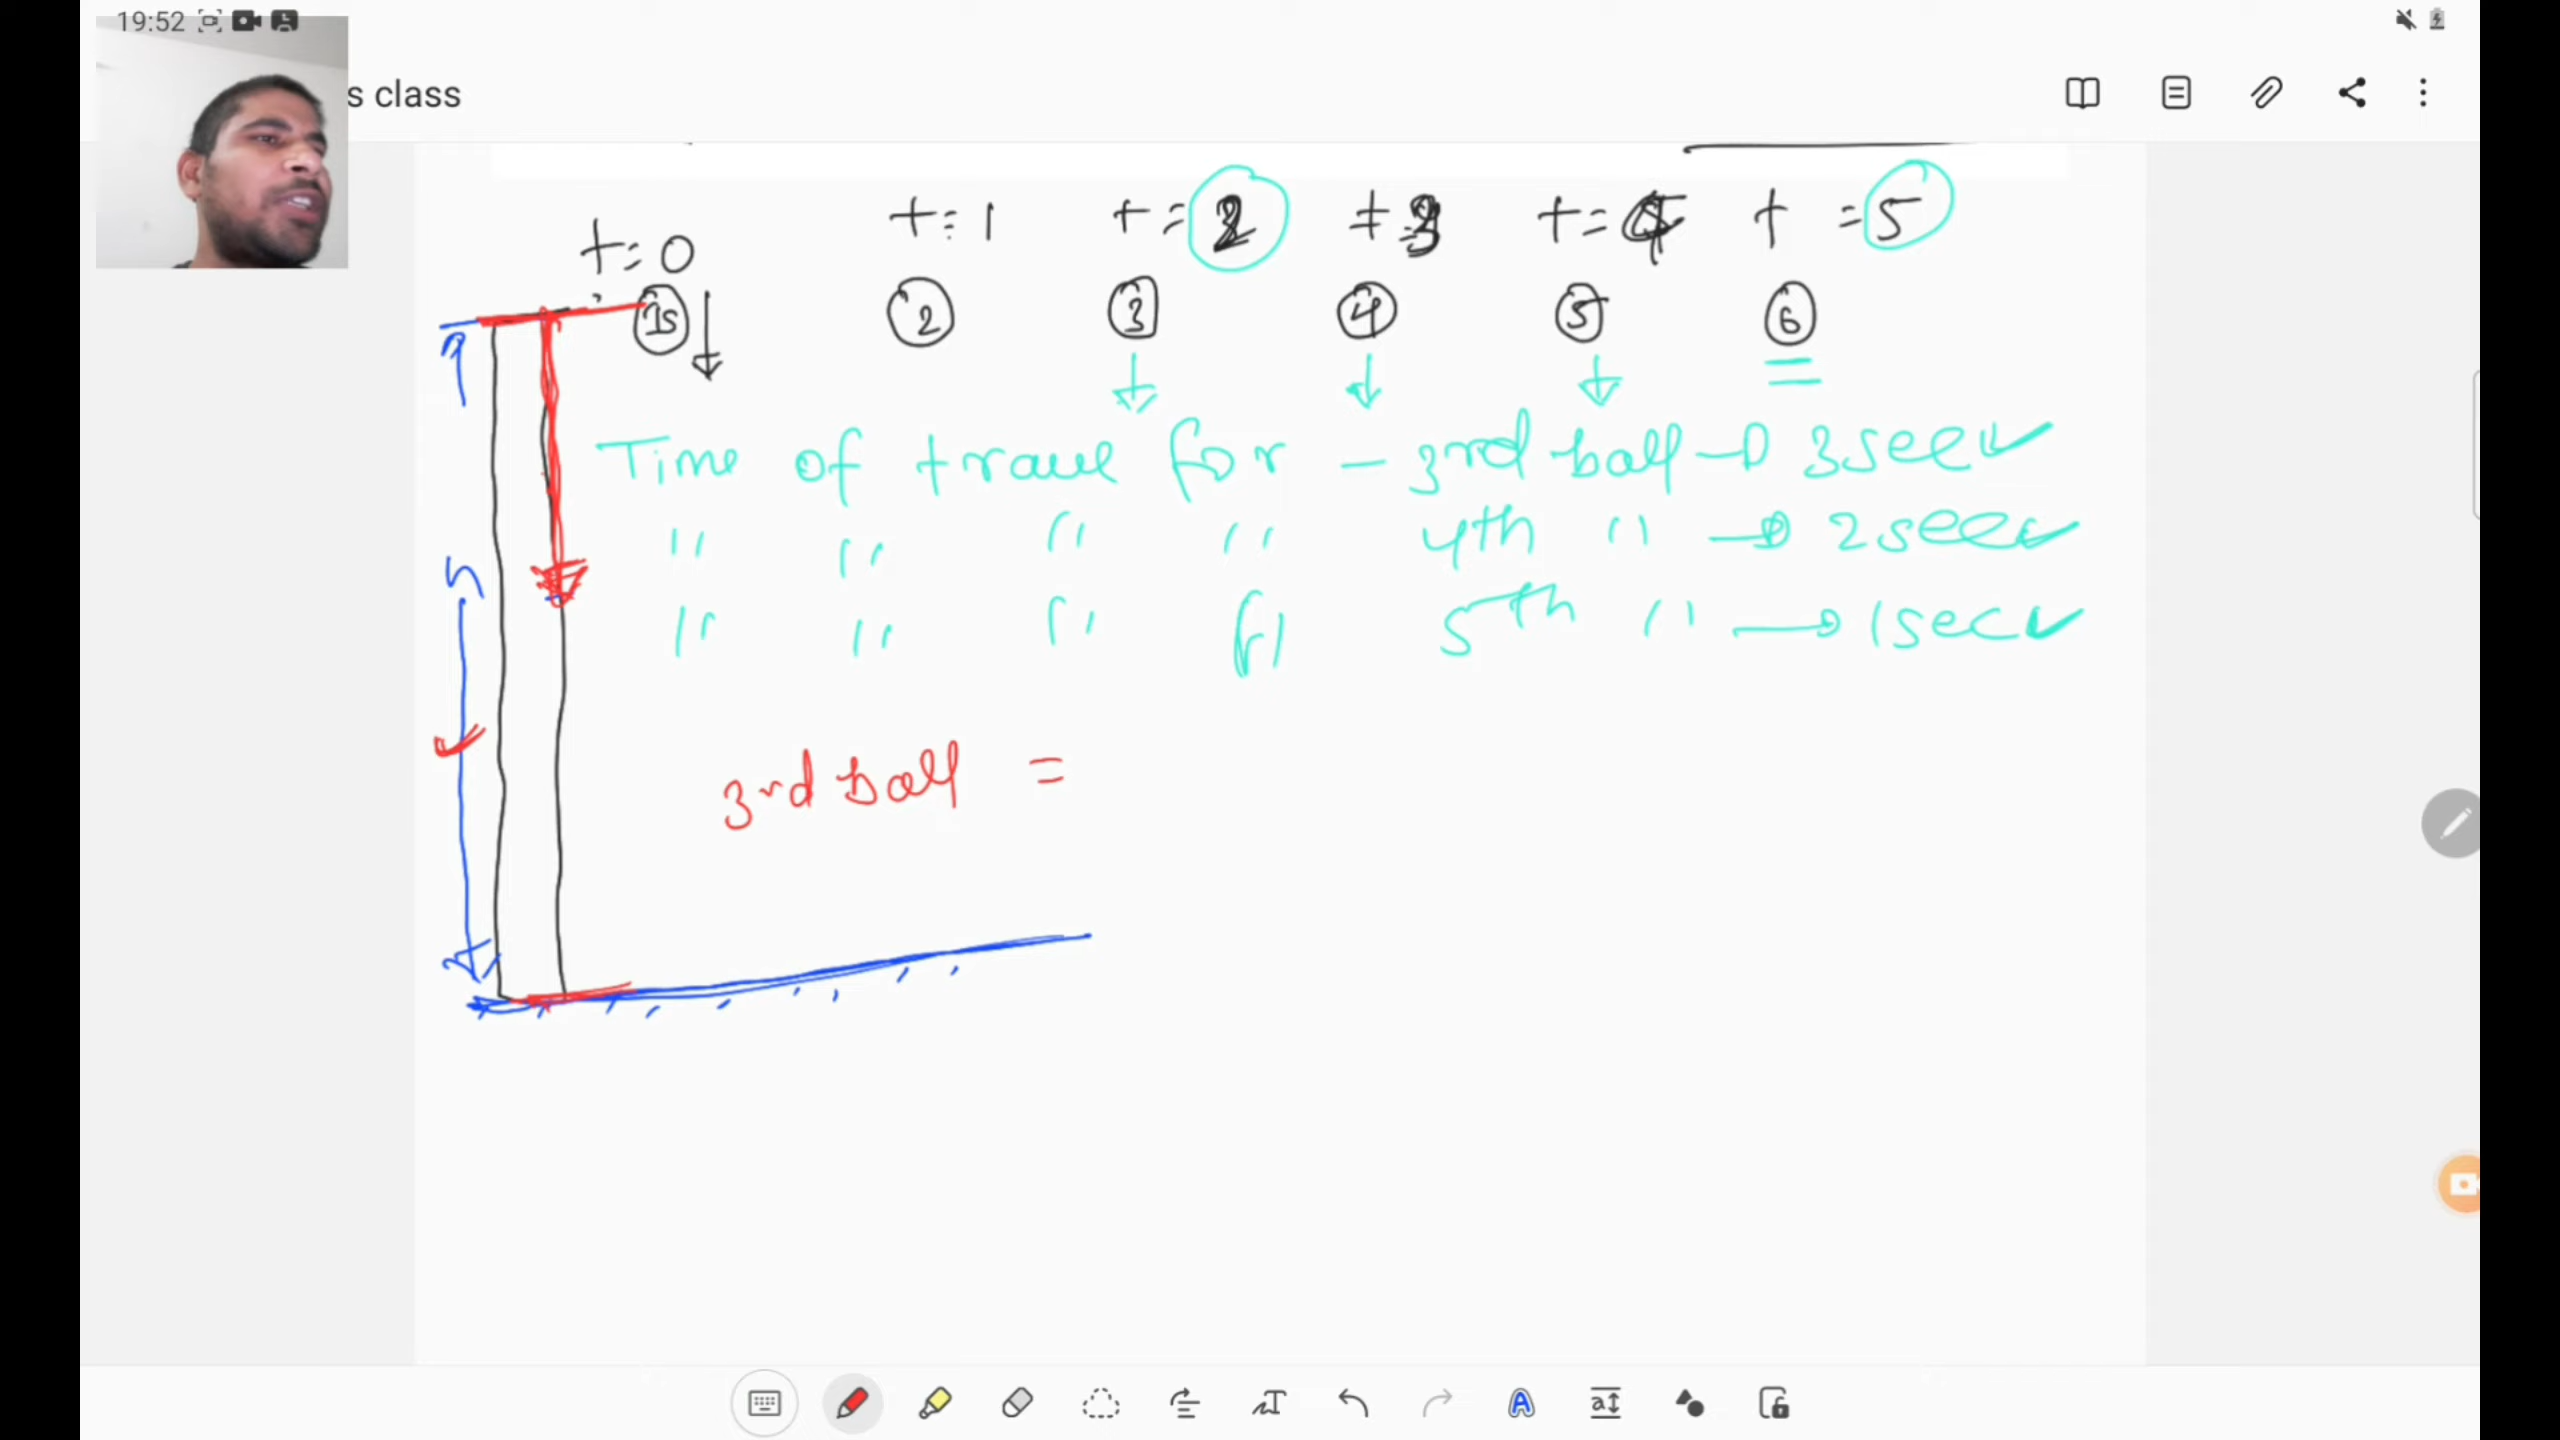 19:52
s class
t=0 t=1 t=2 t=3 t=4 t=5
1s 2 3 4 5 6
Time of travel for - 3rd ball → 3sec
" " " " 4th " → 2sec
" " " " 5th " → 1sec
h
3rd ball =